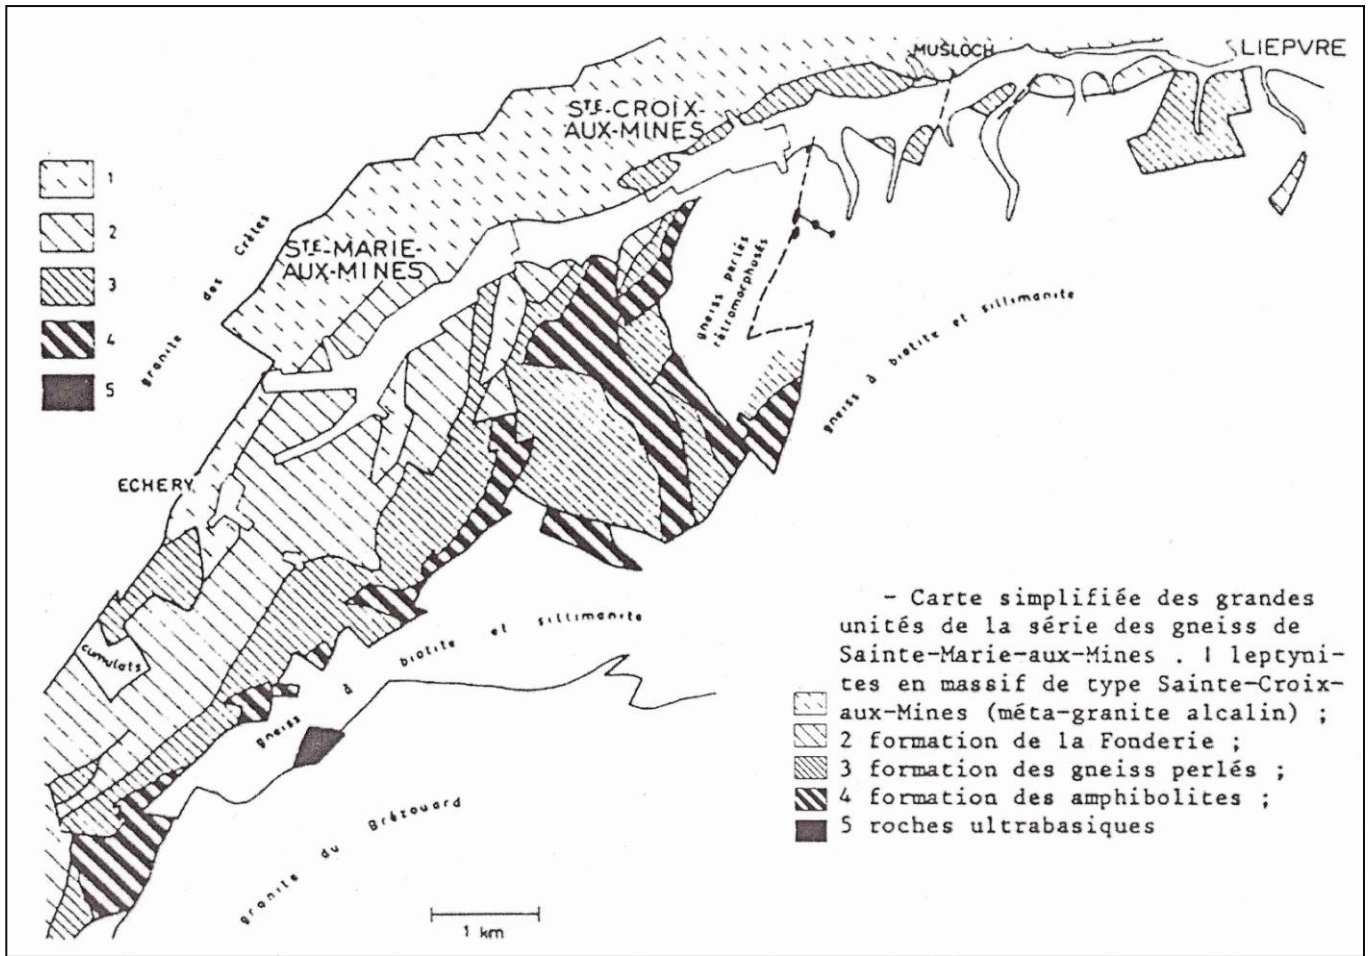 MUSLOCH
LIEPVRE
STE-CROIX-
AUX-MINES
1
2
3
4
5
granite des Crêtes
STE-MARIE-
AUX-MINES
gneiss perlés
rétromorphosés
gneiss à biotite et sillimanite
ECHERY
cumulats
gneiss à biotite et sillimanite
granite du Brézouard
1 km
- Carte simplifiée des grandes
unités de la série des gneiss de
Sainte-Marie-aux-Mines . 1 leptyni-
tes en massif de type Sainte-Croix-
aux-Mines (méta-granite alcalin) ;
2 formation de la Fonderie ;
3 formation des gneiss perlés ;
4 formation des amphibolites ;
5 roches ultrabasiques